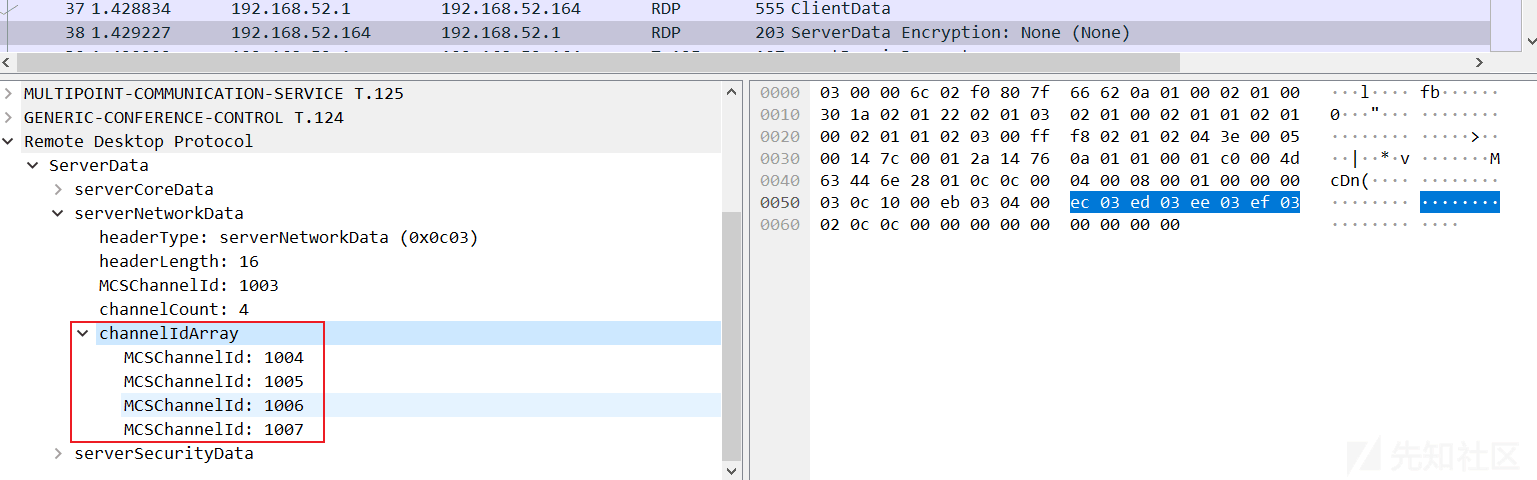 37 1.428834 192.168.52.1 192.168.52.164 RDP 555 ClientData
38 1.429227 192.168.52.164 192.168.52.1 RDP 203 ServerData Encryption: None (None)
MULTIPOINT-COMMUNICATION-SERVICE T.125
GENERIC-CONFERENCE-CONTROL T.124
Remote Desktop Protocol
ServerData
serverCoreData
serverNetworkData
headerType: serverNetworkData (0x0c03)
headerLength: 16
MCSChannelId: 1003
channelCount: 4
channelIdArray
MCSChannelId: 1004
MCSChannelId: 1005
MCSChannelId: 1006
MCSChannelId: 1007
serverSecurityData
0000 03 00 00 6c 02 f0 80 7f 66 62 0a 01 00 02 01 00 ···l···· fb······
0010 30 1a 02 01 22 02 01 03 02 01 00 02 01 01 02 01 0···"··· ········
0020 00 02 01 01 02 03 00 ff f8 02 01 02 04 3e 00 05 ········ ·····>··
0030 00 14 7c 00 01 2a 14 76 0a 01 01 00 01 c0 00 4d ··|··*·v ·······M
0040 63 44 6e 28 01 0c 0c 00 04 00 08 00 01 00 00 00 cDn(···· ········
0050 03 0c 10 00 eb 03 04 00 ec 03 ed 03 ee 03 ef 03 ········ ········
0060 02 0c 0c 00 00 00 00 00 00 00 00 00 ········ ····
先知社区